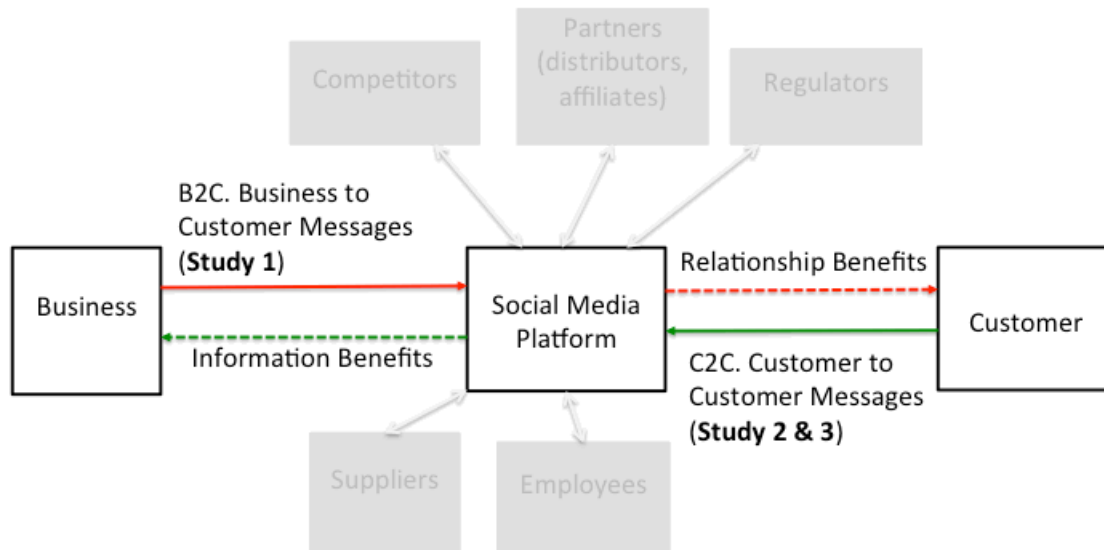 Competitors
Partners
(distributors,
affiliates)
Regulators
B2C. Business to
Customer Messages
(Study 1)
Business
Information Benefits
Social Media
Platform
Relationship Benefits
Customer
C2C. Customer to
Customer Messages
(Study 2 & 3)
Suppliers
Employees